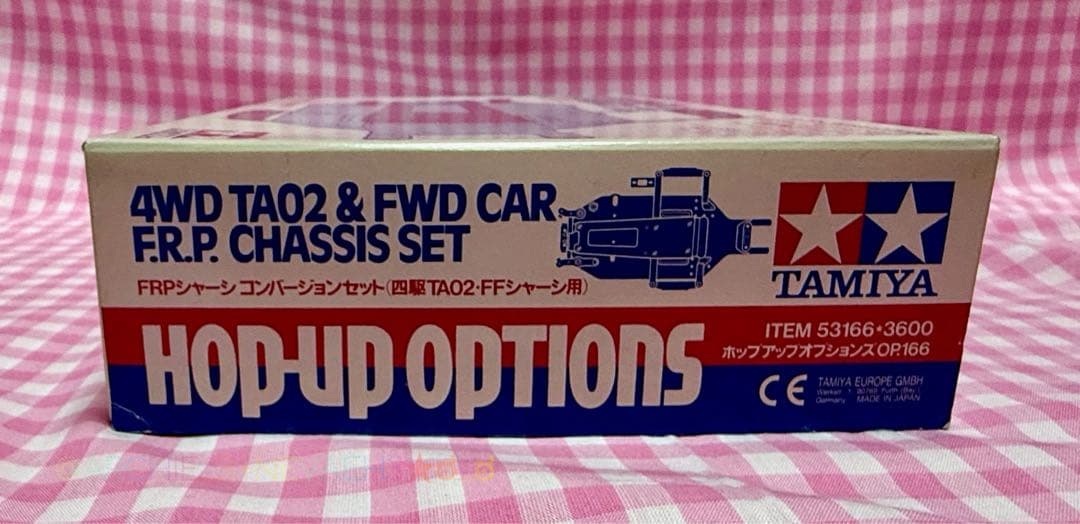 4WD TA02 & FWD CAR
F.R.P. CHASSIS SET
FRPシャーシ コンバージョンセット(四駆TA02・FFシャーシ用)
TAMIYA
HOP-UP OPTIONS
ITEM 53166*3600
ホップアップオプションズOP.166
CE
TAMIYA EUROPE GMBH
Germany MADE IN JAPAN